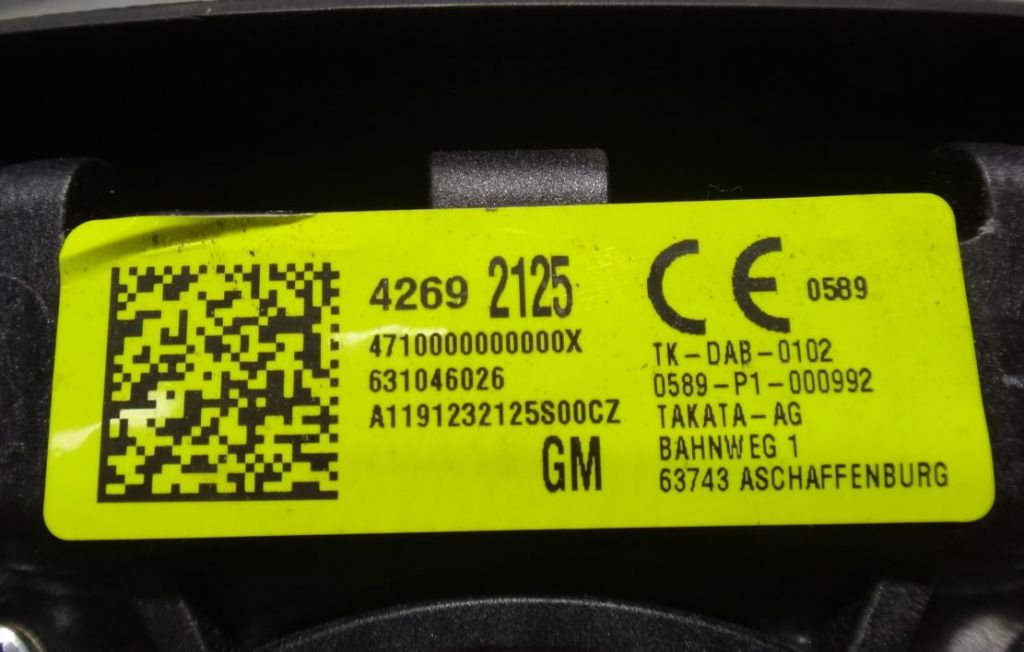 4269 2125
4710000000000X
631046026
A1191232125S00CZ
GM
CE 0589
TK-DAB-0102
0589-P1-000992
TAKATA-AG
BAHNWEG 1
63743 ASCHAFFENBURG